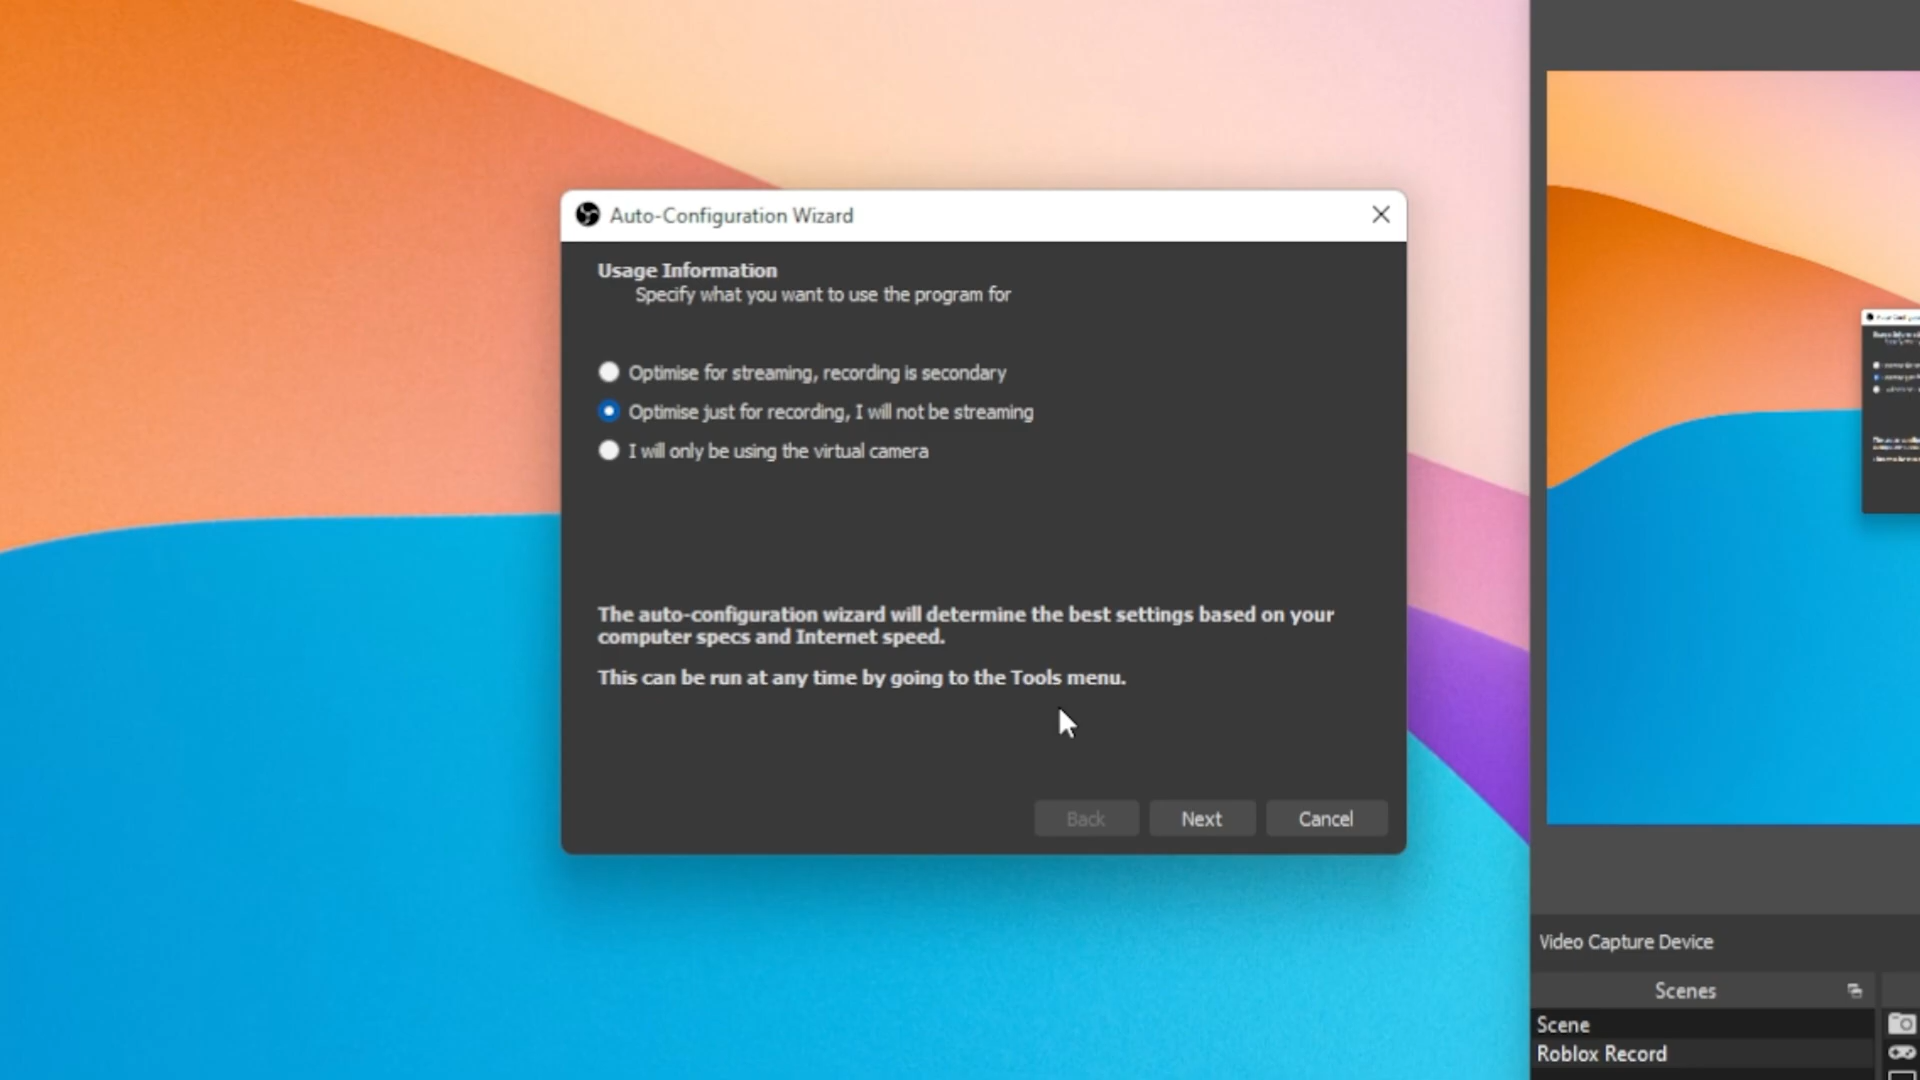 Auto-Configuration Wizard
Usage Information
Specify what you want to use the program for
Optimise for streaming, recording is secondary
Optimise just for recording, I will not be streaming
I will only be using the virtual camera
The auto-configuration wizard will determine the best settings based on your
computer specs and Internet speed.
This can be run at any time by going to the Tools menu.
Back
Next
Cancel
Video Capture Device
Scenes
Scene
Roblox Record